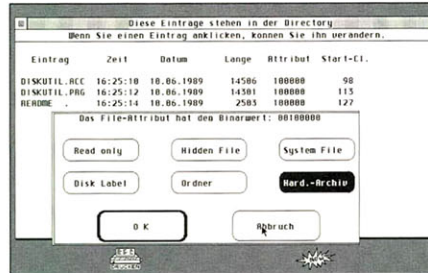 Diese Einträge stehen in der Directory
Wenn Sie einen Eintrag anklicken, können Sie ihn verändern.
Eintrag Zeit Datum Länge Attribut Start-Cl.
DISKUTIL.ACC 16:25:10 10.06.1989 14506 100000 98
DISKUTIL.PRG 16:25:12 10.06.1989 14301 100000 113
README . 16:25:14 10.06.1989 2503 100000 127
Das File-Attribut hat den Binärwert: 00100000
Read only Hidden File System File
Disk Label Ordner Hard.-Archiv
OK Abbruch